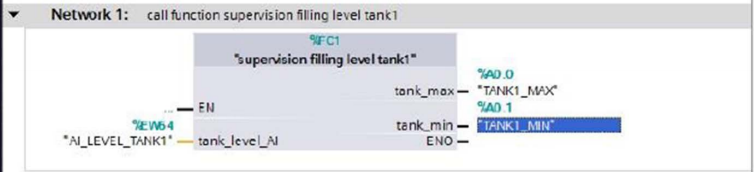 Network 1: call function supervision filling level tank1
%FC1
"supervision filling level tank1"
%A0.0
tank_max "TANK1_MAX"
... EN
%A0.1
%EW64
tank_min "TANK1_MIN"
"AI_LEVEL_TANK1" tank_level_AI
ENO